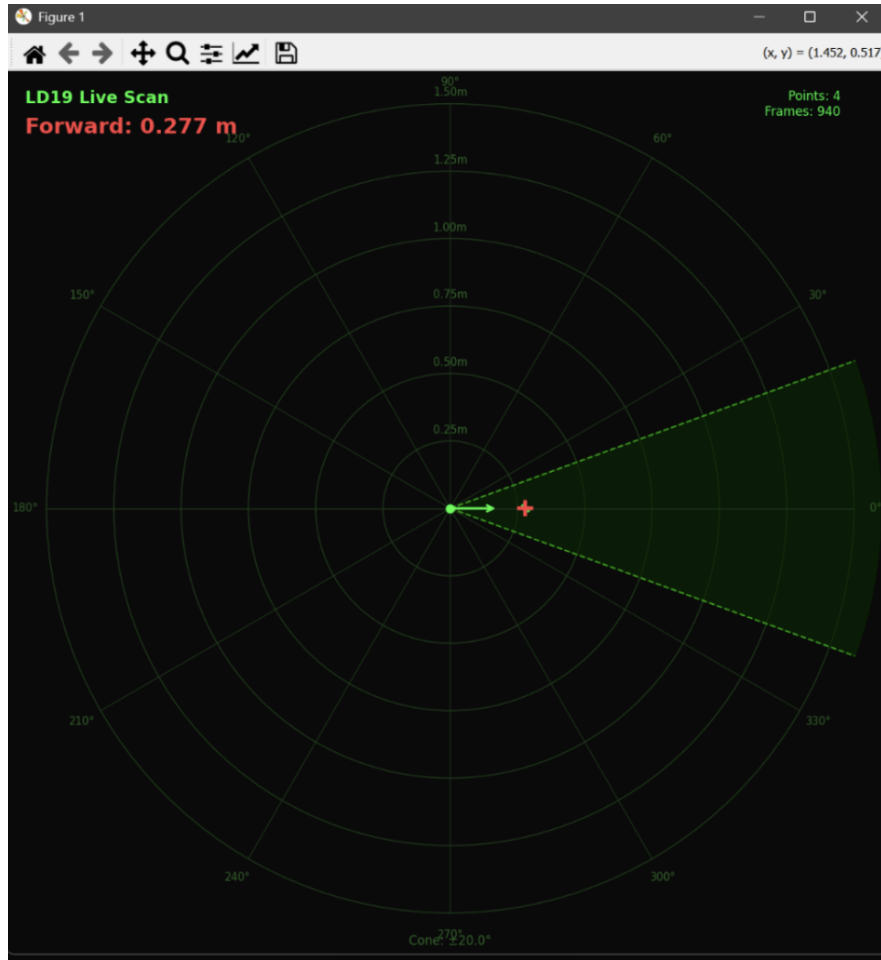 Figure 1
(x, y) = (1.452, 0.517
LD19 Live Scan
Forward: 0.277 m
Points: 4
Frames: 940
90°
1.50m
120°
60°
1.25m
1.00m
150°
0.75m
30°
0.50m
0.25m
180°
0°
210°
330°
240°
300°
270°
Cone: ±20.0°